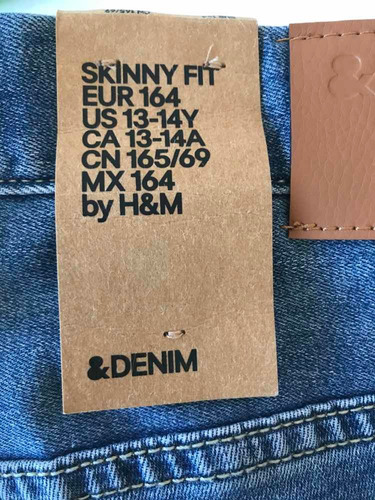 SKINNY FIT
EUR 164
US 13-14Y
CA 13-14A
CN 165/69
MX 164
by H&M
&DENIM
&